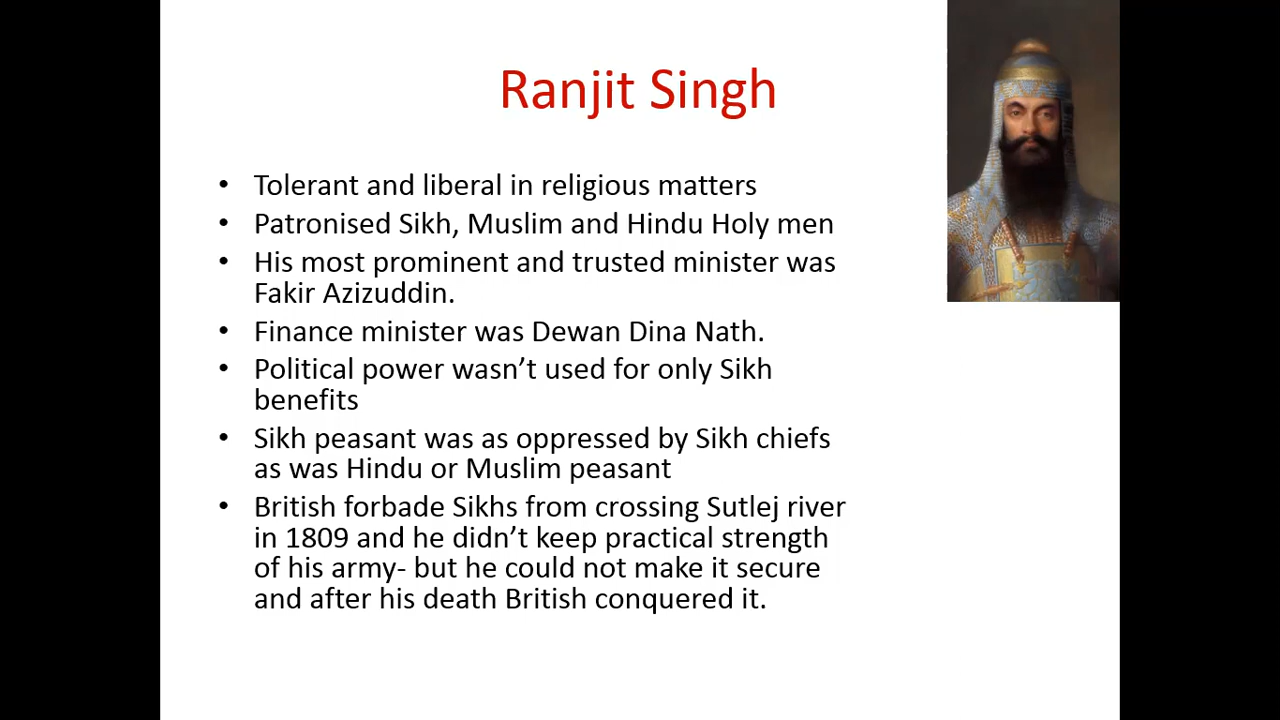 Ranjit Singh
• Tolerant and liberal in religious matters
• Patronised Sikh, Muslim and Hindu Holy men
• His most prominent and trusted minister was
Fakir Azizuddin.
• Finance minister was Dewan Dina Nath.
• Political power wasn’t used for only Sikh
benefits
• Sikh peasant was as oppressed by Sikh chiefs
as was Hindu or Muslim peasant
• British forbade Sikhs from crossing Sutlej river
in 1809 and he didn’t keep practical strength
of his army- but he could not make it secure
and after his death British conquered it.